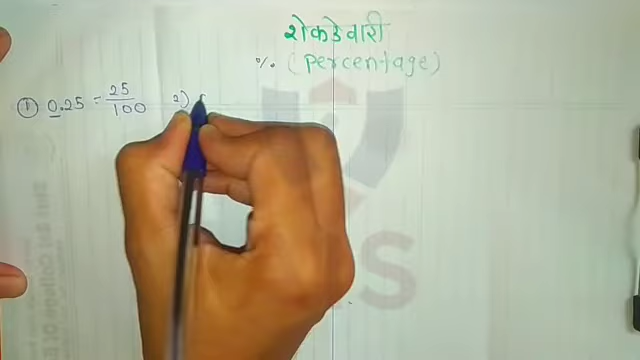 शेकडेवारी
% (percentage)
① 0.25 = 25/100 2)